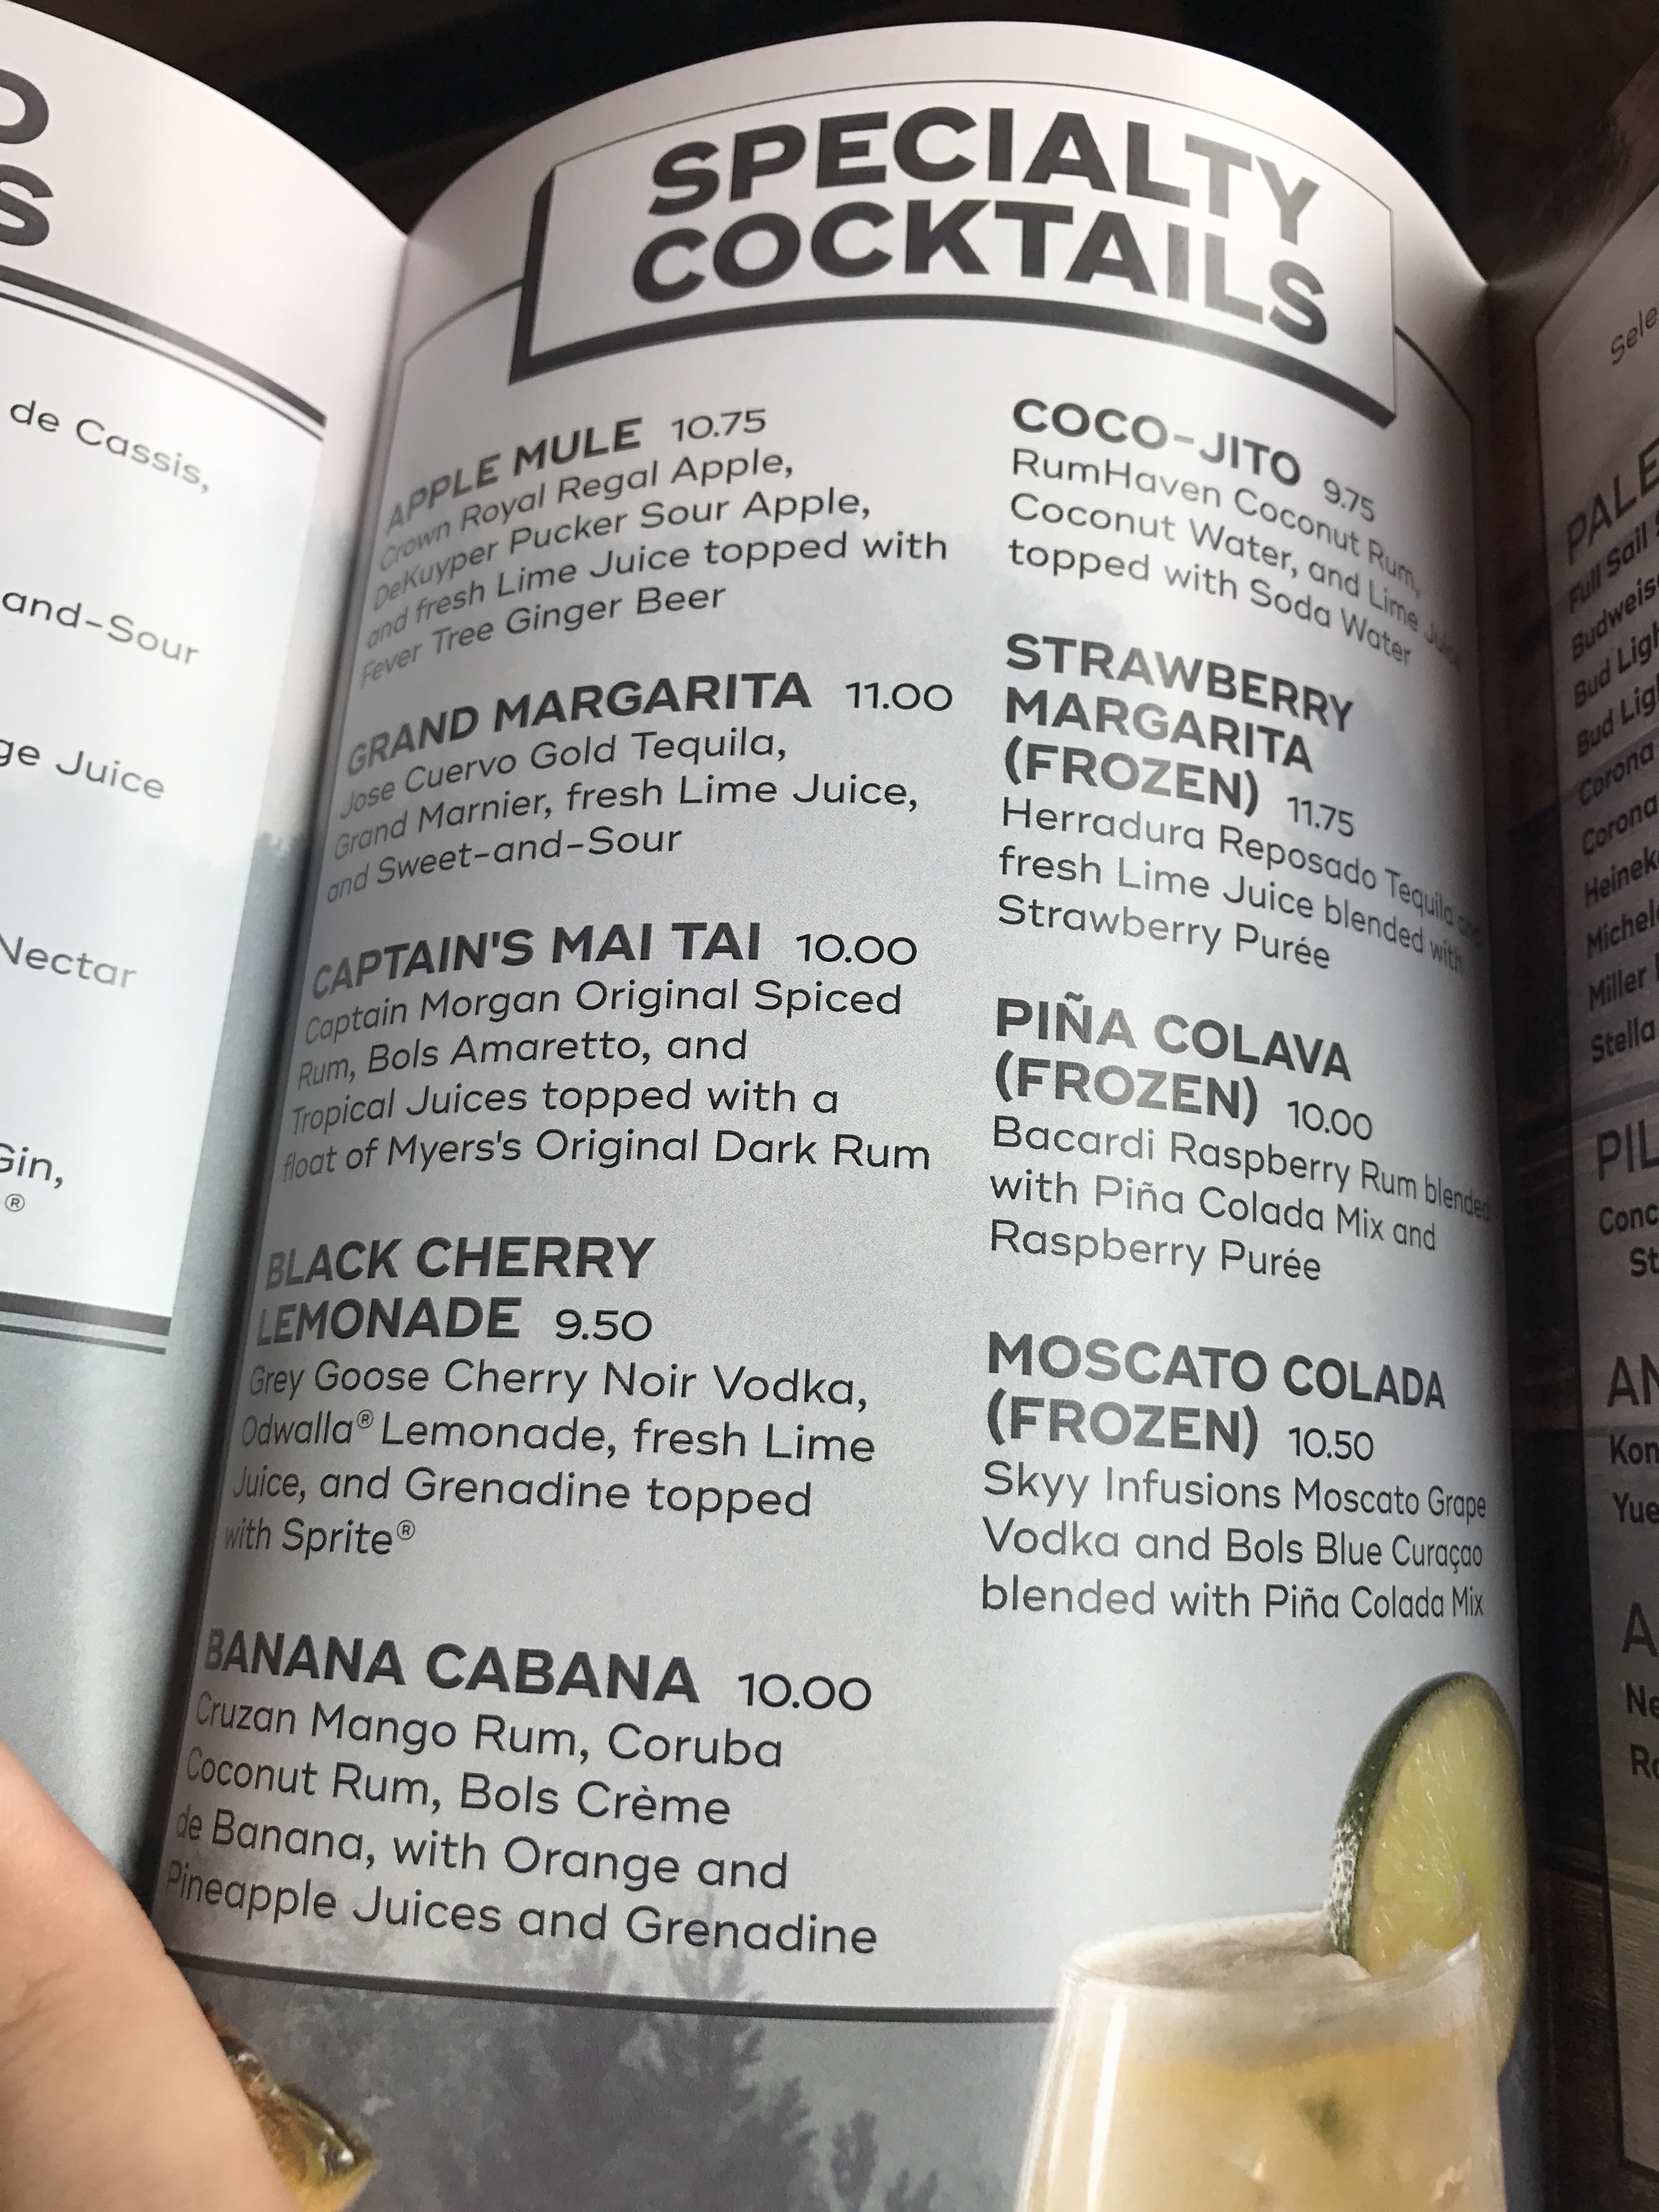 de Cassis,
and-Sour
Juice
Nectar
Gin,
®
SPECIALTY
COCKTAILS
APPLE MULE 10.75
Crown Royal Regal Apple,
DeKuyper Pucker Sour Apple,
and fresh Lime Juice topped with
Fever Tree Ginger Beer
GRAND MARGARITA 11.00
Jose Cuervo Gold Tequila,
Grand Marnier, fresh Lime Juice,
and Sweet-and-Sour
CAPTAIN'S MAI TAI 10.00
Captain Morgan Original Spiced
Rum, Bols Amaretto, and
Tropical Juices topped with a
float of Myers's Original Dark Rum
BLACK CHERRY
LEMONADE 9.50
Grey Goose Cherry Noir Vodka,
Odwalla® Lemonade, fresh Lime
Juice, and Grenadine topped
with Sprite®
BANANA CABANA 10.00
Cruzan Mango Rum, Coruba
Coconut Rum, Bols Crème
de Banana, with Orange and
Pineapple Juices and Grenadine
COCO-JITO 9.75
RumHaven Coconut Rum,
Coconut Water, and Lime Juice
topped with Soda Water
STRAWBERRY
MARGARITA
(FROZEN) 11.75
Herradura Reposado Tequila and
fresh Lime Juice blended with
Strawberry Purée
PIÑA COLAVA
(FROZEN) 10.00
Bacardi Raspberry Rum blended
with Piña Colada Mix and
Raspberry Purée
MOSCATO COLADA
(FROZEN) 10.50
Skyy Infusions Moscato Grape
Vodka and Bols Blue Curaçao
blended with Piña Colada Mix
PALE
Full Sail
Bud
Bud
Corona
Corona
Miller
Stella